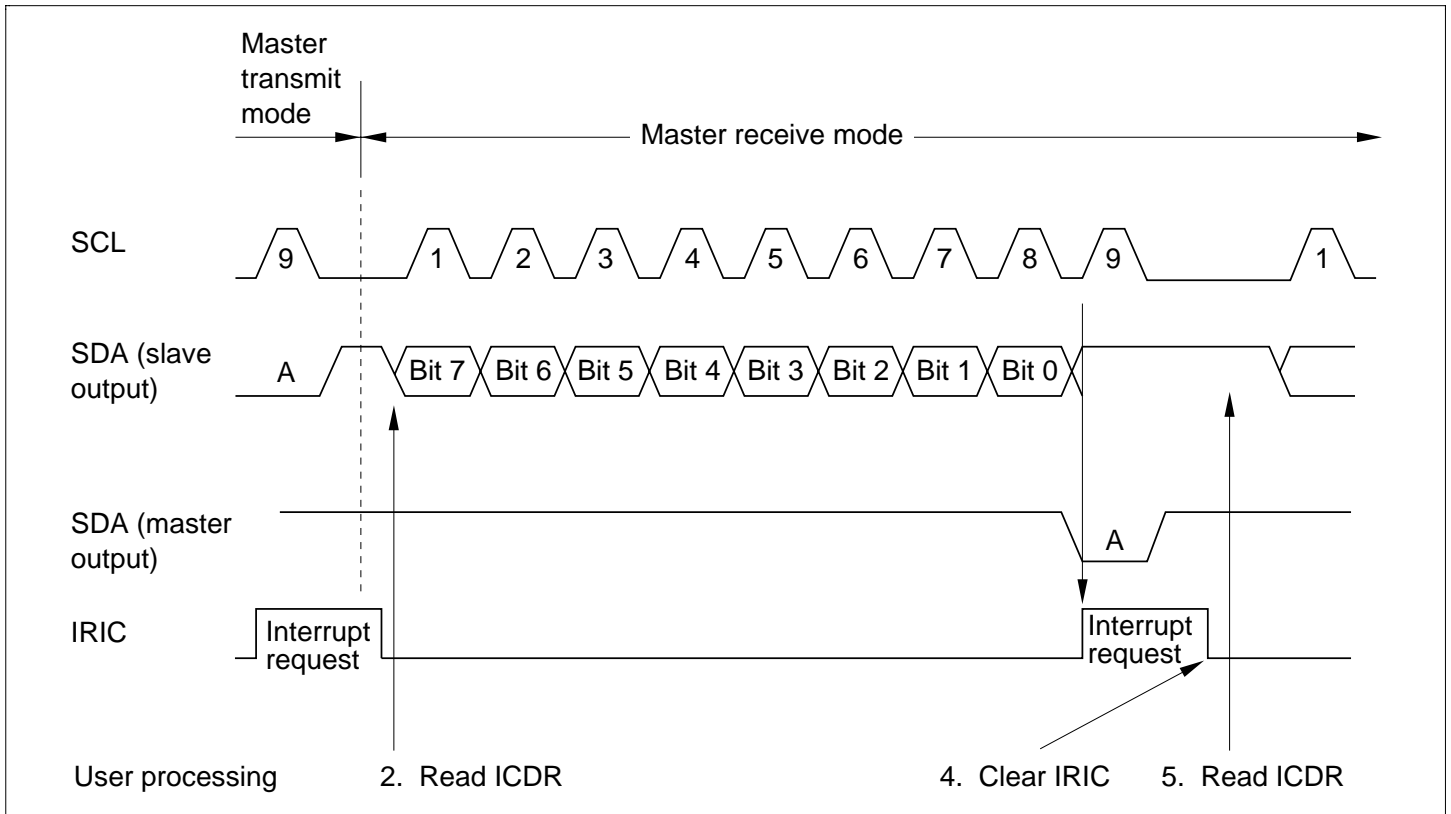 Master
transmit
mode
Master receive mode
SCL
9
1
2
3
4
5
6
7
8
9
1
SDA (slave
output)
A
Bit 7
Bit 6
Bit 5
Bit 4
Bit 3
Bit 2
Bit 1
Bit 0
SDA (master
output)
A
IRIC
Interrupt
request
Interrupt
request
User processing
2. Read ICDR
4. Clear IRIC
5. Read ICDR